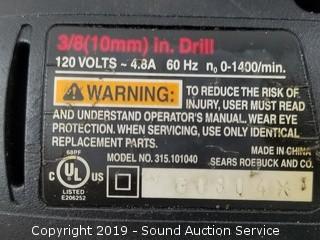 3/8(10mm) in. Drill
120 VOLTS ~ 4.8A 60 Hz n₀ 0-1400/min.
WARNING: TO REDUCE THE RISK OF
INJURY, USER MUST READ
AND UNDERSTAND OPERATOR'S MANUAL. WEAR EYE
PROTECTION. WHEN SERVICING, USE ONLY IDENTICAL
REPLACEMENT PARTS.
68PF
MADE IN CHINA
MODEL NO. 315.101040 SEARS ROEBUCK AND CO.
C UL US
LISTED
E206252
Copyright 2019 - Sound Auction Service